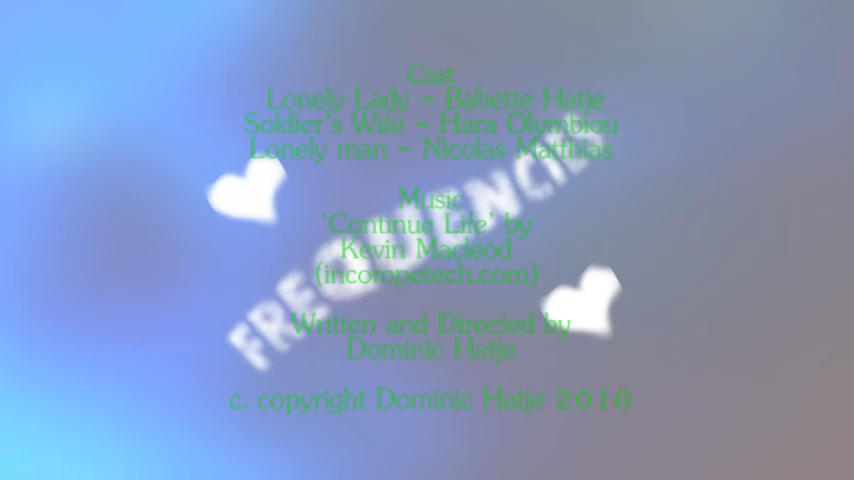 Cast
Lonely Lady - Babette Hatje
Soldier's Wife - Hara Olymbiou
Lonely man - Nicolas Matthias
Music
'Continue Life' by
Kevin Macleod
(incompetech.com)
Written and Directed by
Dominic Hatje
c. copyright Dominic Hatje 2010
FREQUENCIES